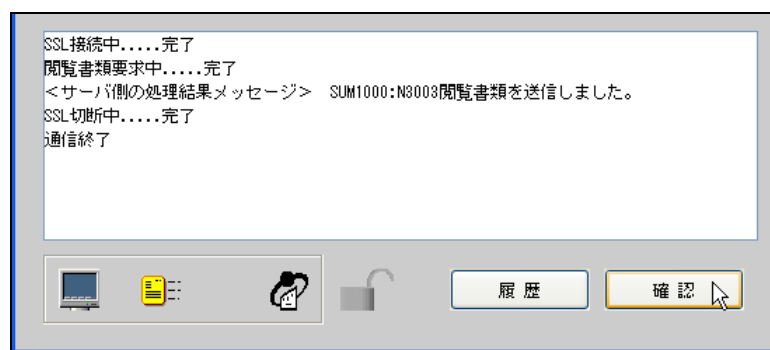 SSL接続中.....完了
閲覧書類要求中.....完了
＜サーバ側の処理結果メッセージ＞　SUM1000:N3003閲覧書類を送信しました。
SSL切断中.....完了
通信終了
履 歴
確 認